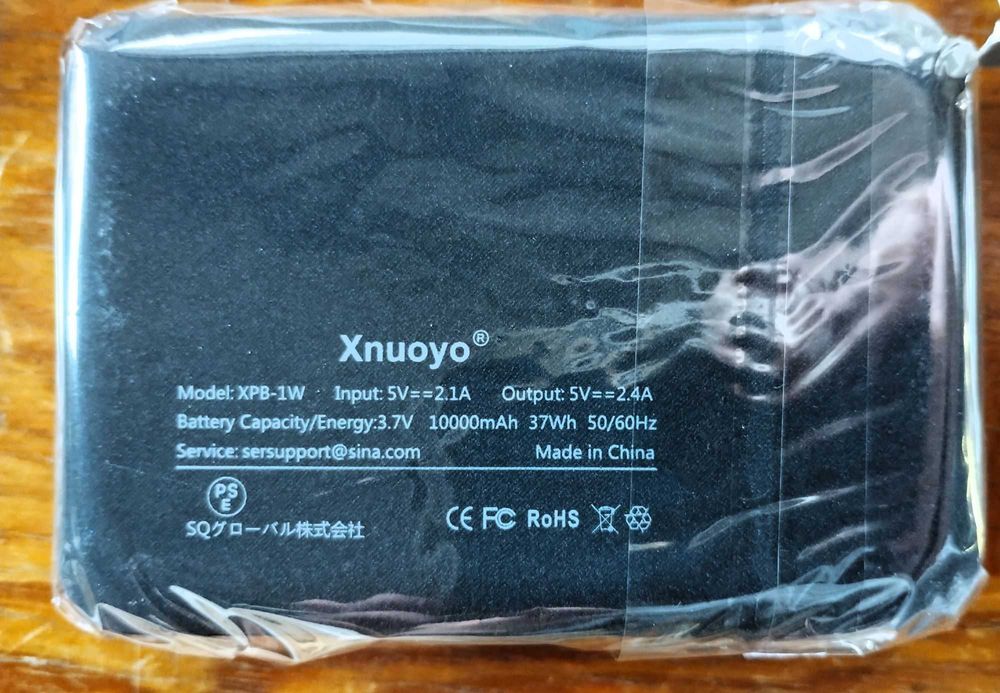 Xnuoyo®
Model: XPB-1W Input: 5V==2.1A Output: 5V==2.4A
Battery Capacity/Energy:3.7V 10000mAh 37Wh 50/60Hz
Service: sersupport@sina.com Made in China
PS
E
CE FC RoHS
SQグローバル株式会社